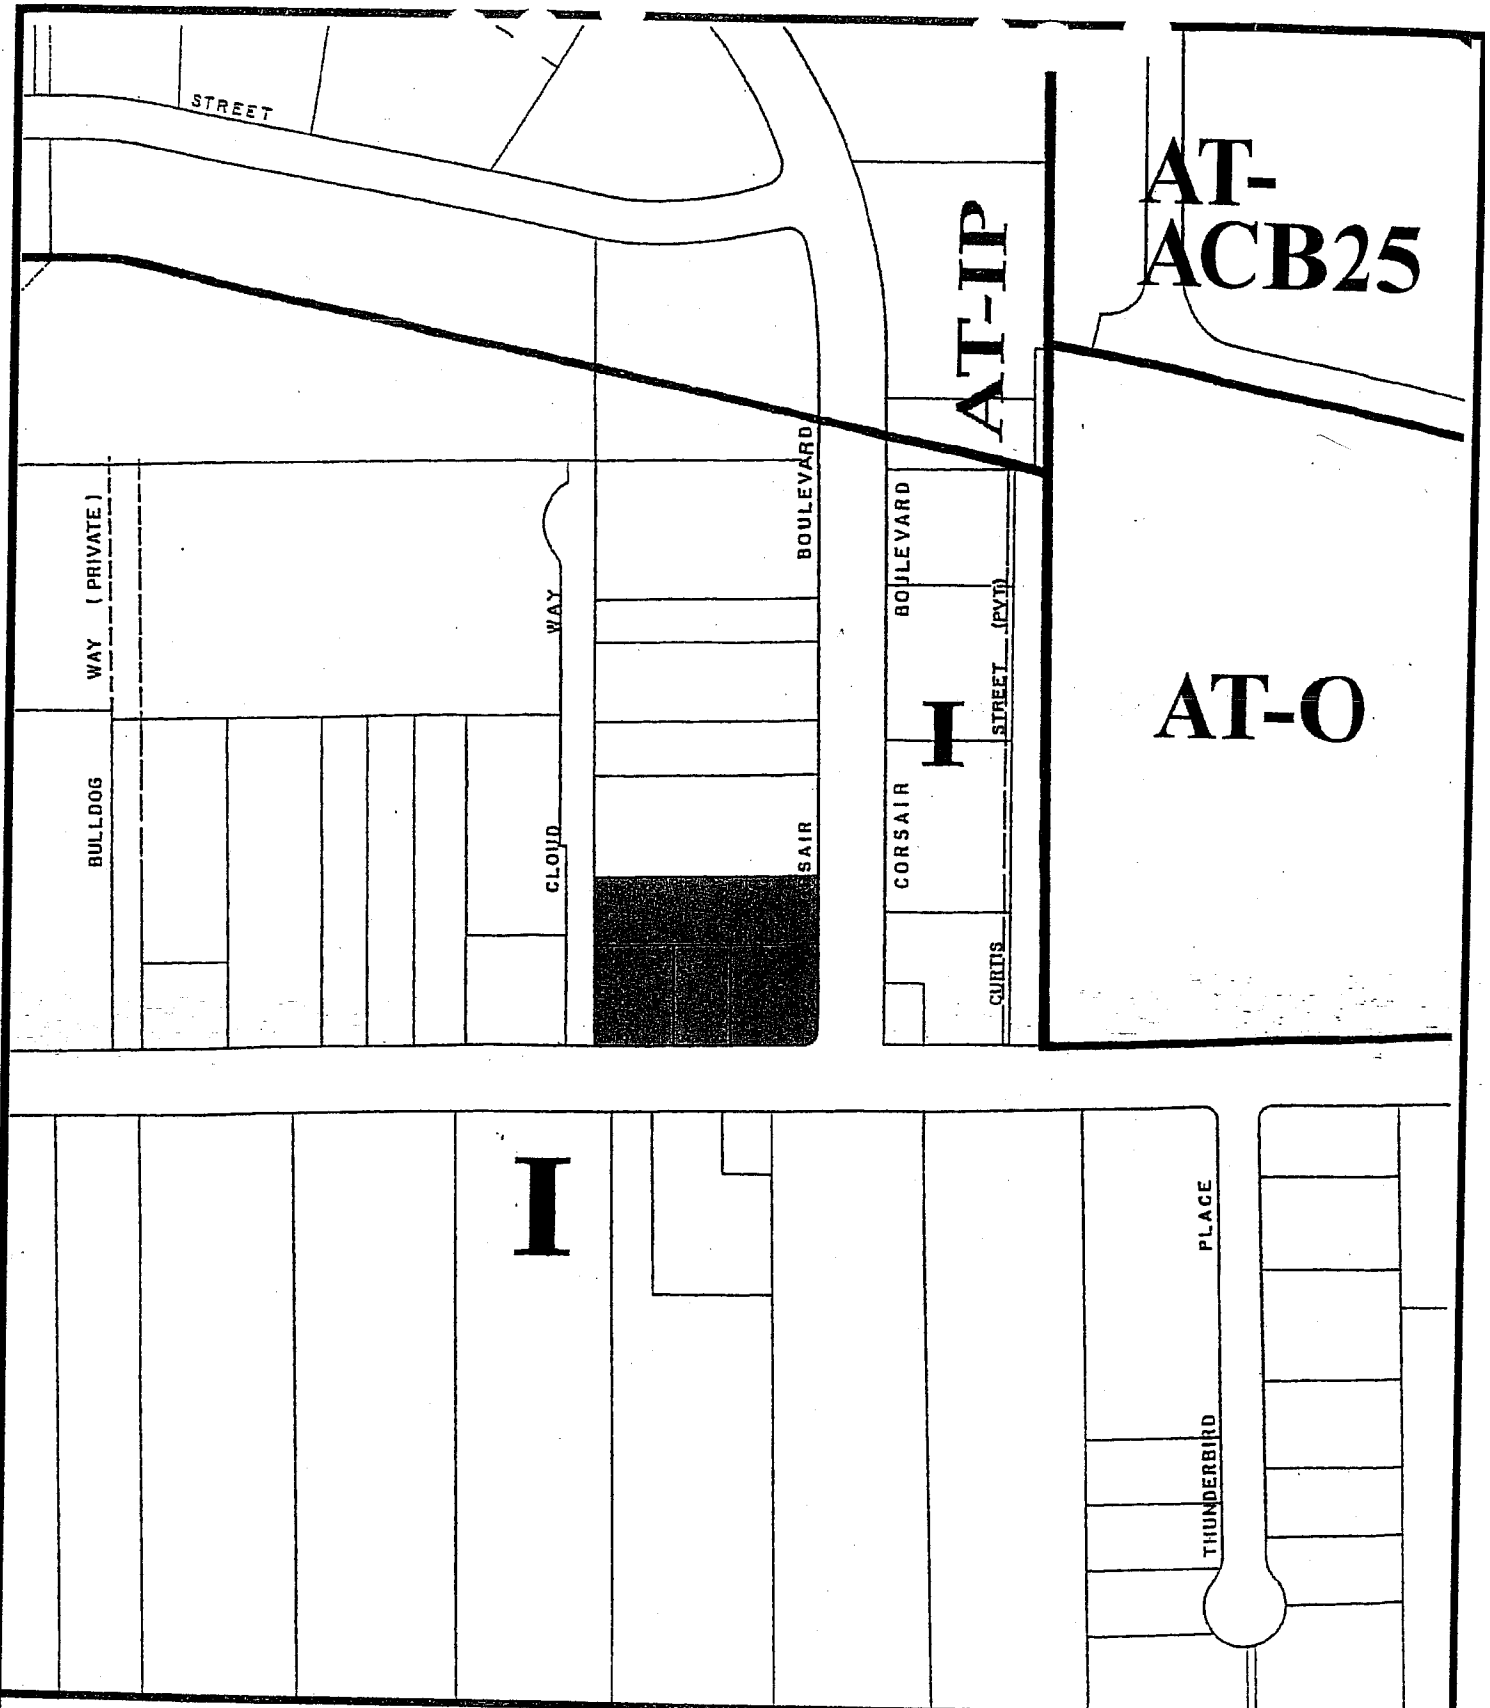 STREET
AT-
ACB25
AT-IP
BOULEVARD
BOULEVARD
WAY (PRIVATE)
WAY
STREET (PVT)
I
AT-O
BULLDOG
CLOUD
SAIR
CORSAIR
CURTIS
I
PLACE
THUNDERBIRD